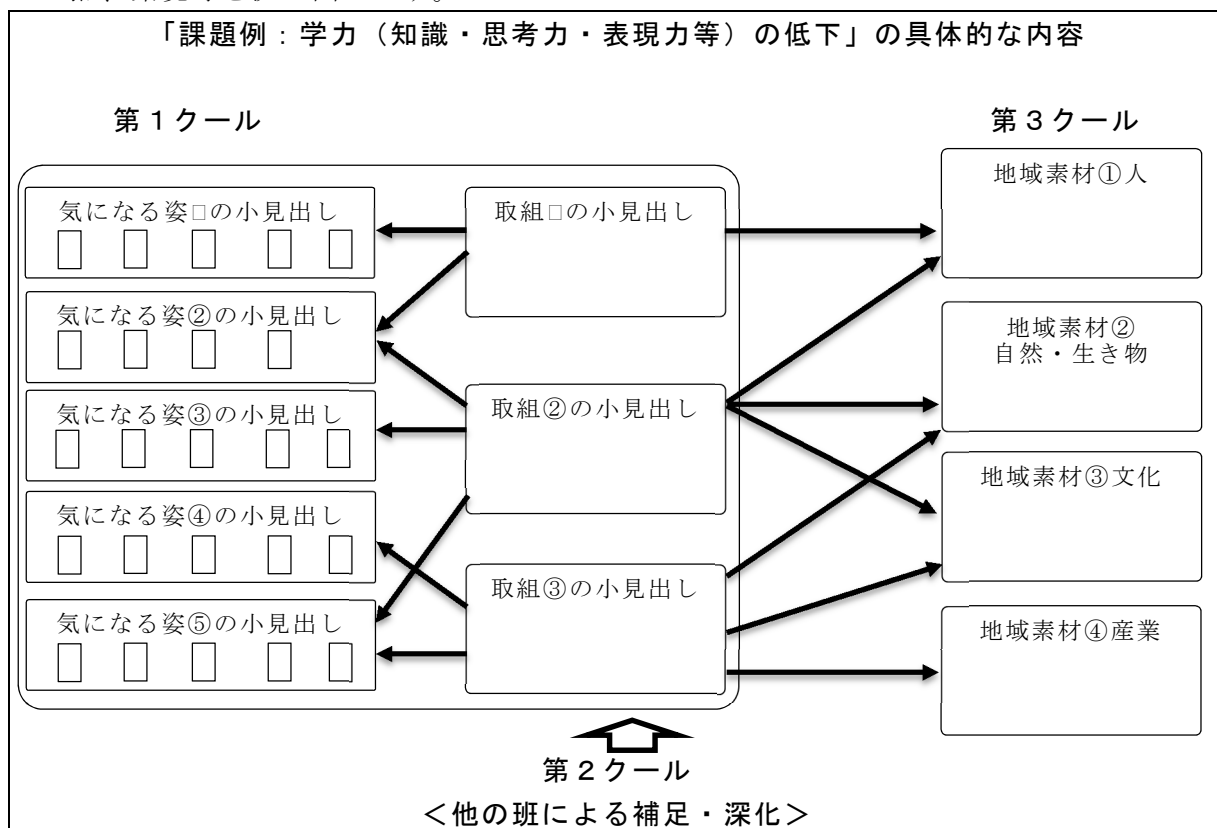 「課題例：学力（知識・思考力・表現力等）の低下」の具体的な内容
第１クール
第３クール
気になる姿□の小見出し
気になる姿②の小見出し
気になる姿③の小見出し
気になる姿④の小見出し
気になる姿⑤の小見出し
取組□の小見出し
取組②の小見出し
取組③の小見出し
地域素材①人
地域素材②
自然・生き物
地域素材③文化
地域素材④産業
第２クール
＜他の班による補足・深化＞